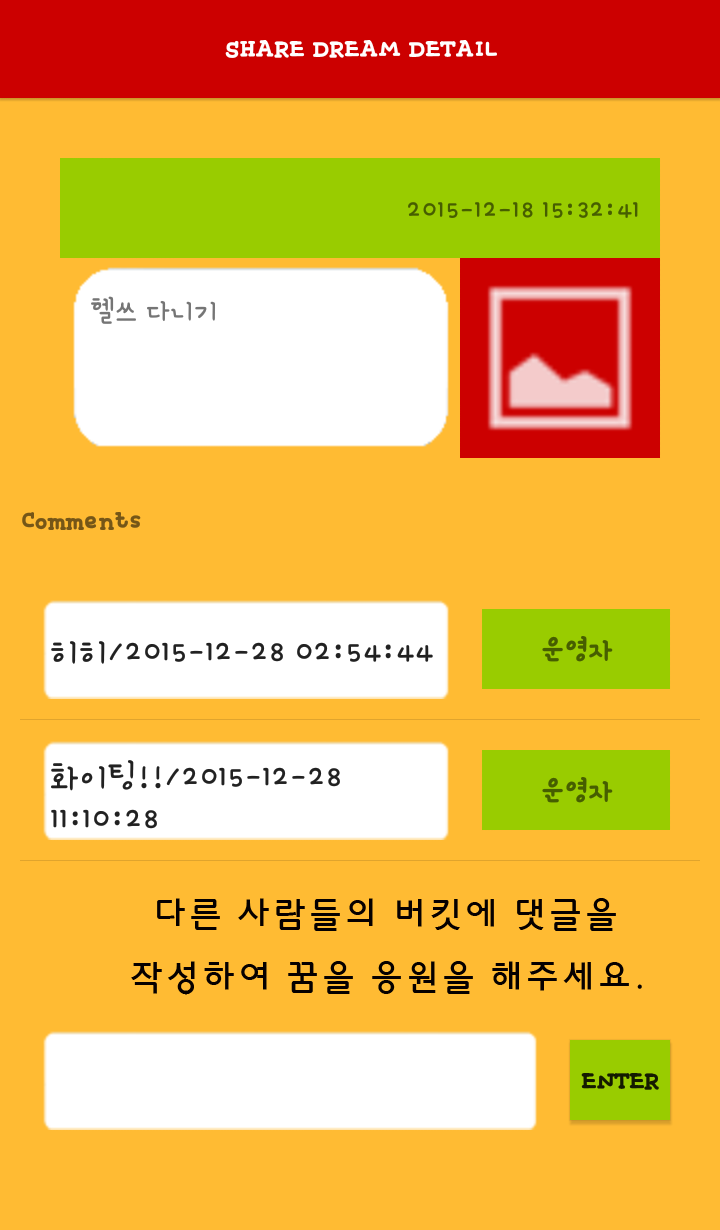 SHARE DREAM DETAIL
2015-12-18 15:32:41
헬쓰 다니기
Comments
히히/2015-12-28 02:54:44
운영자
화이팅!!/2015-12-28
11:10:28
운영자
다른 사람들의 버킷에 댓글을
작성하여 꿈을 응원을 해주세요.
ENTER